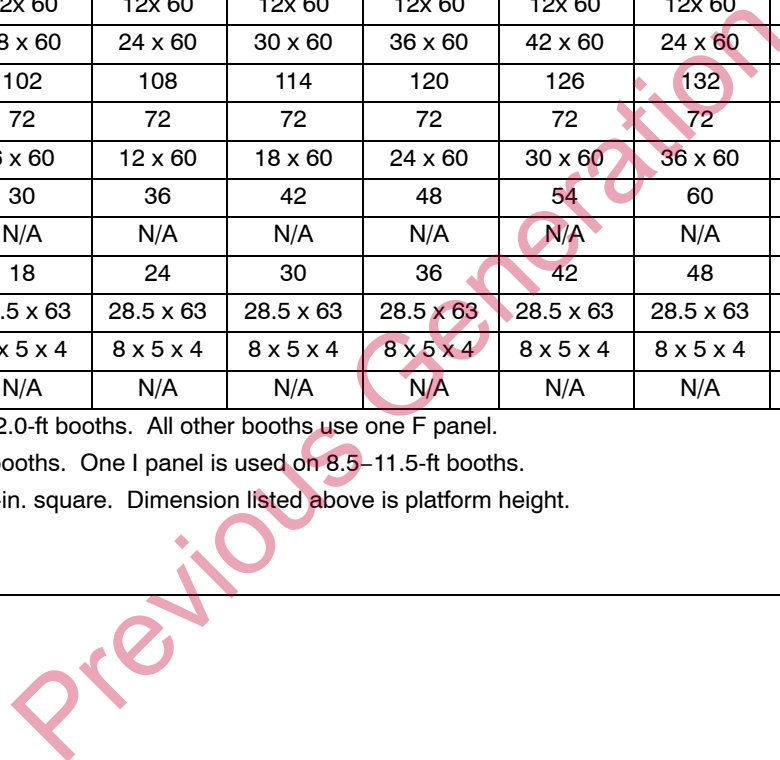 12x 60 12x 60 12x 60 12x 60 12x 60
x 60 24 x 60 30 x 60 36 x 60 42 x 60 24 x 60
102 108 114 120 126 132
72 72 72 72 72 72
x 60 12 x 60 18 x 60 24 x 60 30 x 60 36 x 60
30 36 42 48 54 60
N/A N/A N/A N/A N/A N/A
18 24 30 36 42 48
.5 x 63 28.5 x 63 28.5 x 63 28.5 x 63 28.5 x 63 28.5 x 63
x 5 x 4 8 x 5 x 4 8 x 5 x 4 8 x 5 x 4 8 x 5 x 4 8 x 5 x 4
N/A N/A N/A N/A N/A N/A
2.0-ft booths. All other booths use one F panel.
booths. One I panel is used on 8.5–11.5-ft booths.
-in. square. Dimension listed above is platform height.
Previous Generation